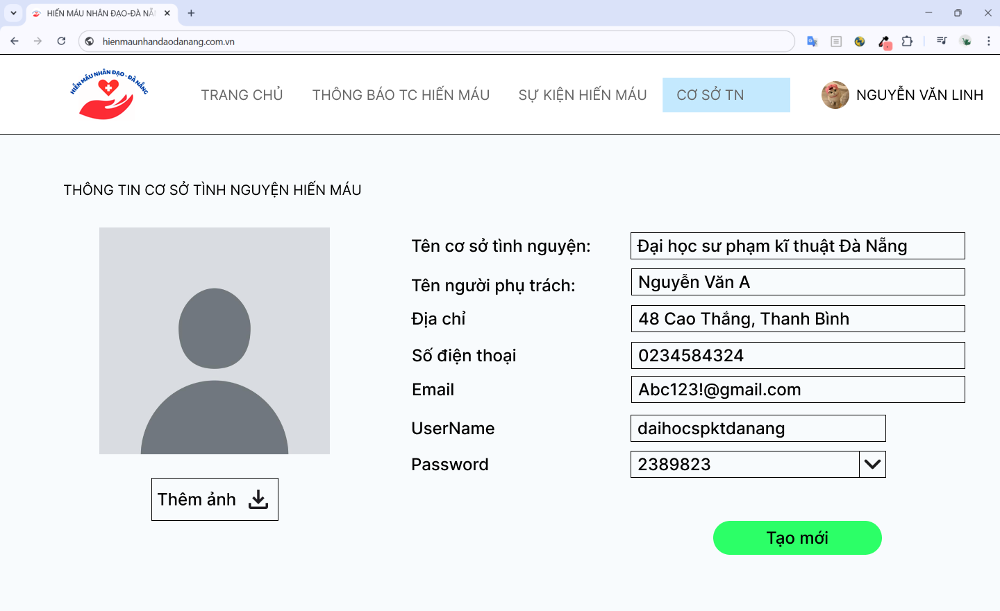 HIẾN MÁU NHÂN ĐẠO-ĐÀ NẴ
hienmaunhandaodanang.com.vn
HIẾN MÁU NHÂN ĐẠO - ĐÀ NẴNG
TRANG CHỦ
THÔNG BÁO TC HIẾN MÁU
SỰ KIỆN HIẾN MÁU
CƠ SỞ TN
NGUYỄN VĂN LINH
THÔNG TIN CƠ SỞ TÌNH NGUYỆN HIẾN MÁU
Tên cơ sở tình nguyện: Đại học sư phạm kĩ thuật Đà Nẵng
Tên người phụ trách: Nguyễn Văn A
Địa chỉ 48 Cao Thắng, Thanh Bình
Số điện thoại 0234584324
Email Abc123!@gmail.com
UserName daihocspktdanang
Password 2389823
Thêm ảnh
Tạo mới